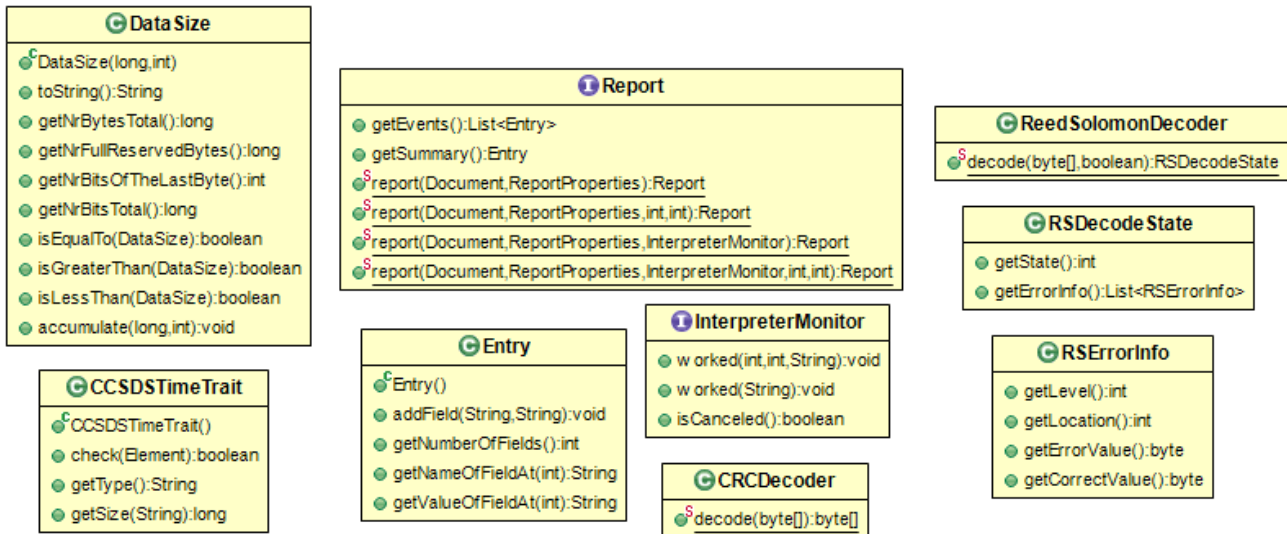 DataSize
DataSize(long,int)
toString():String
getNrBytesTotal():long
getNrFullReservedBytes():long
getNrBitsOfTheLastByte():int
getNrBitsTotal():long
isEqualTo(DataSize):boolean
isGreaterThan(DataSize):boolean
isLessThan(DataSize):boolean
accumulate(long,int):void
CCSDSTimeTrait
CCSDSTimeTrait()
check(Element):boolean
getType():String
getSize(String):long
Report
getEvents():List<Entry>
getSummary():Entry
report(Document,ReportProperties):Report
report(Document,ReportProperties,int,int):Report
report(Document,ReportProperties,InterpreterMonitor):Report
report(Document,ReportProperties,InterpreterMonitor,int,int):Report
Entry
Entry()
addField(String,String):void
getNumberOfFields():int
getNameOfFieldAt(int):String
getValueOfFieldAt(int):String
InterpreterMonitor
w orked(int,int,String):void
w orked(String):void
isCanceled():boolean
CRCDecoder
decode(byte[]):byte[]
ReedSolomonDecoder
decode(byte[],boolean):RSDecodeState
RSDecodeState
getState():int
getErrorInfo():List<RSErrorInfo>
RSErrorInfo
getLevel():int
getLocation():int
getErrorValue():byte
getCorrectValue():byte